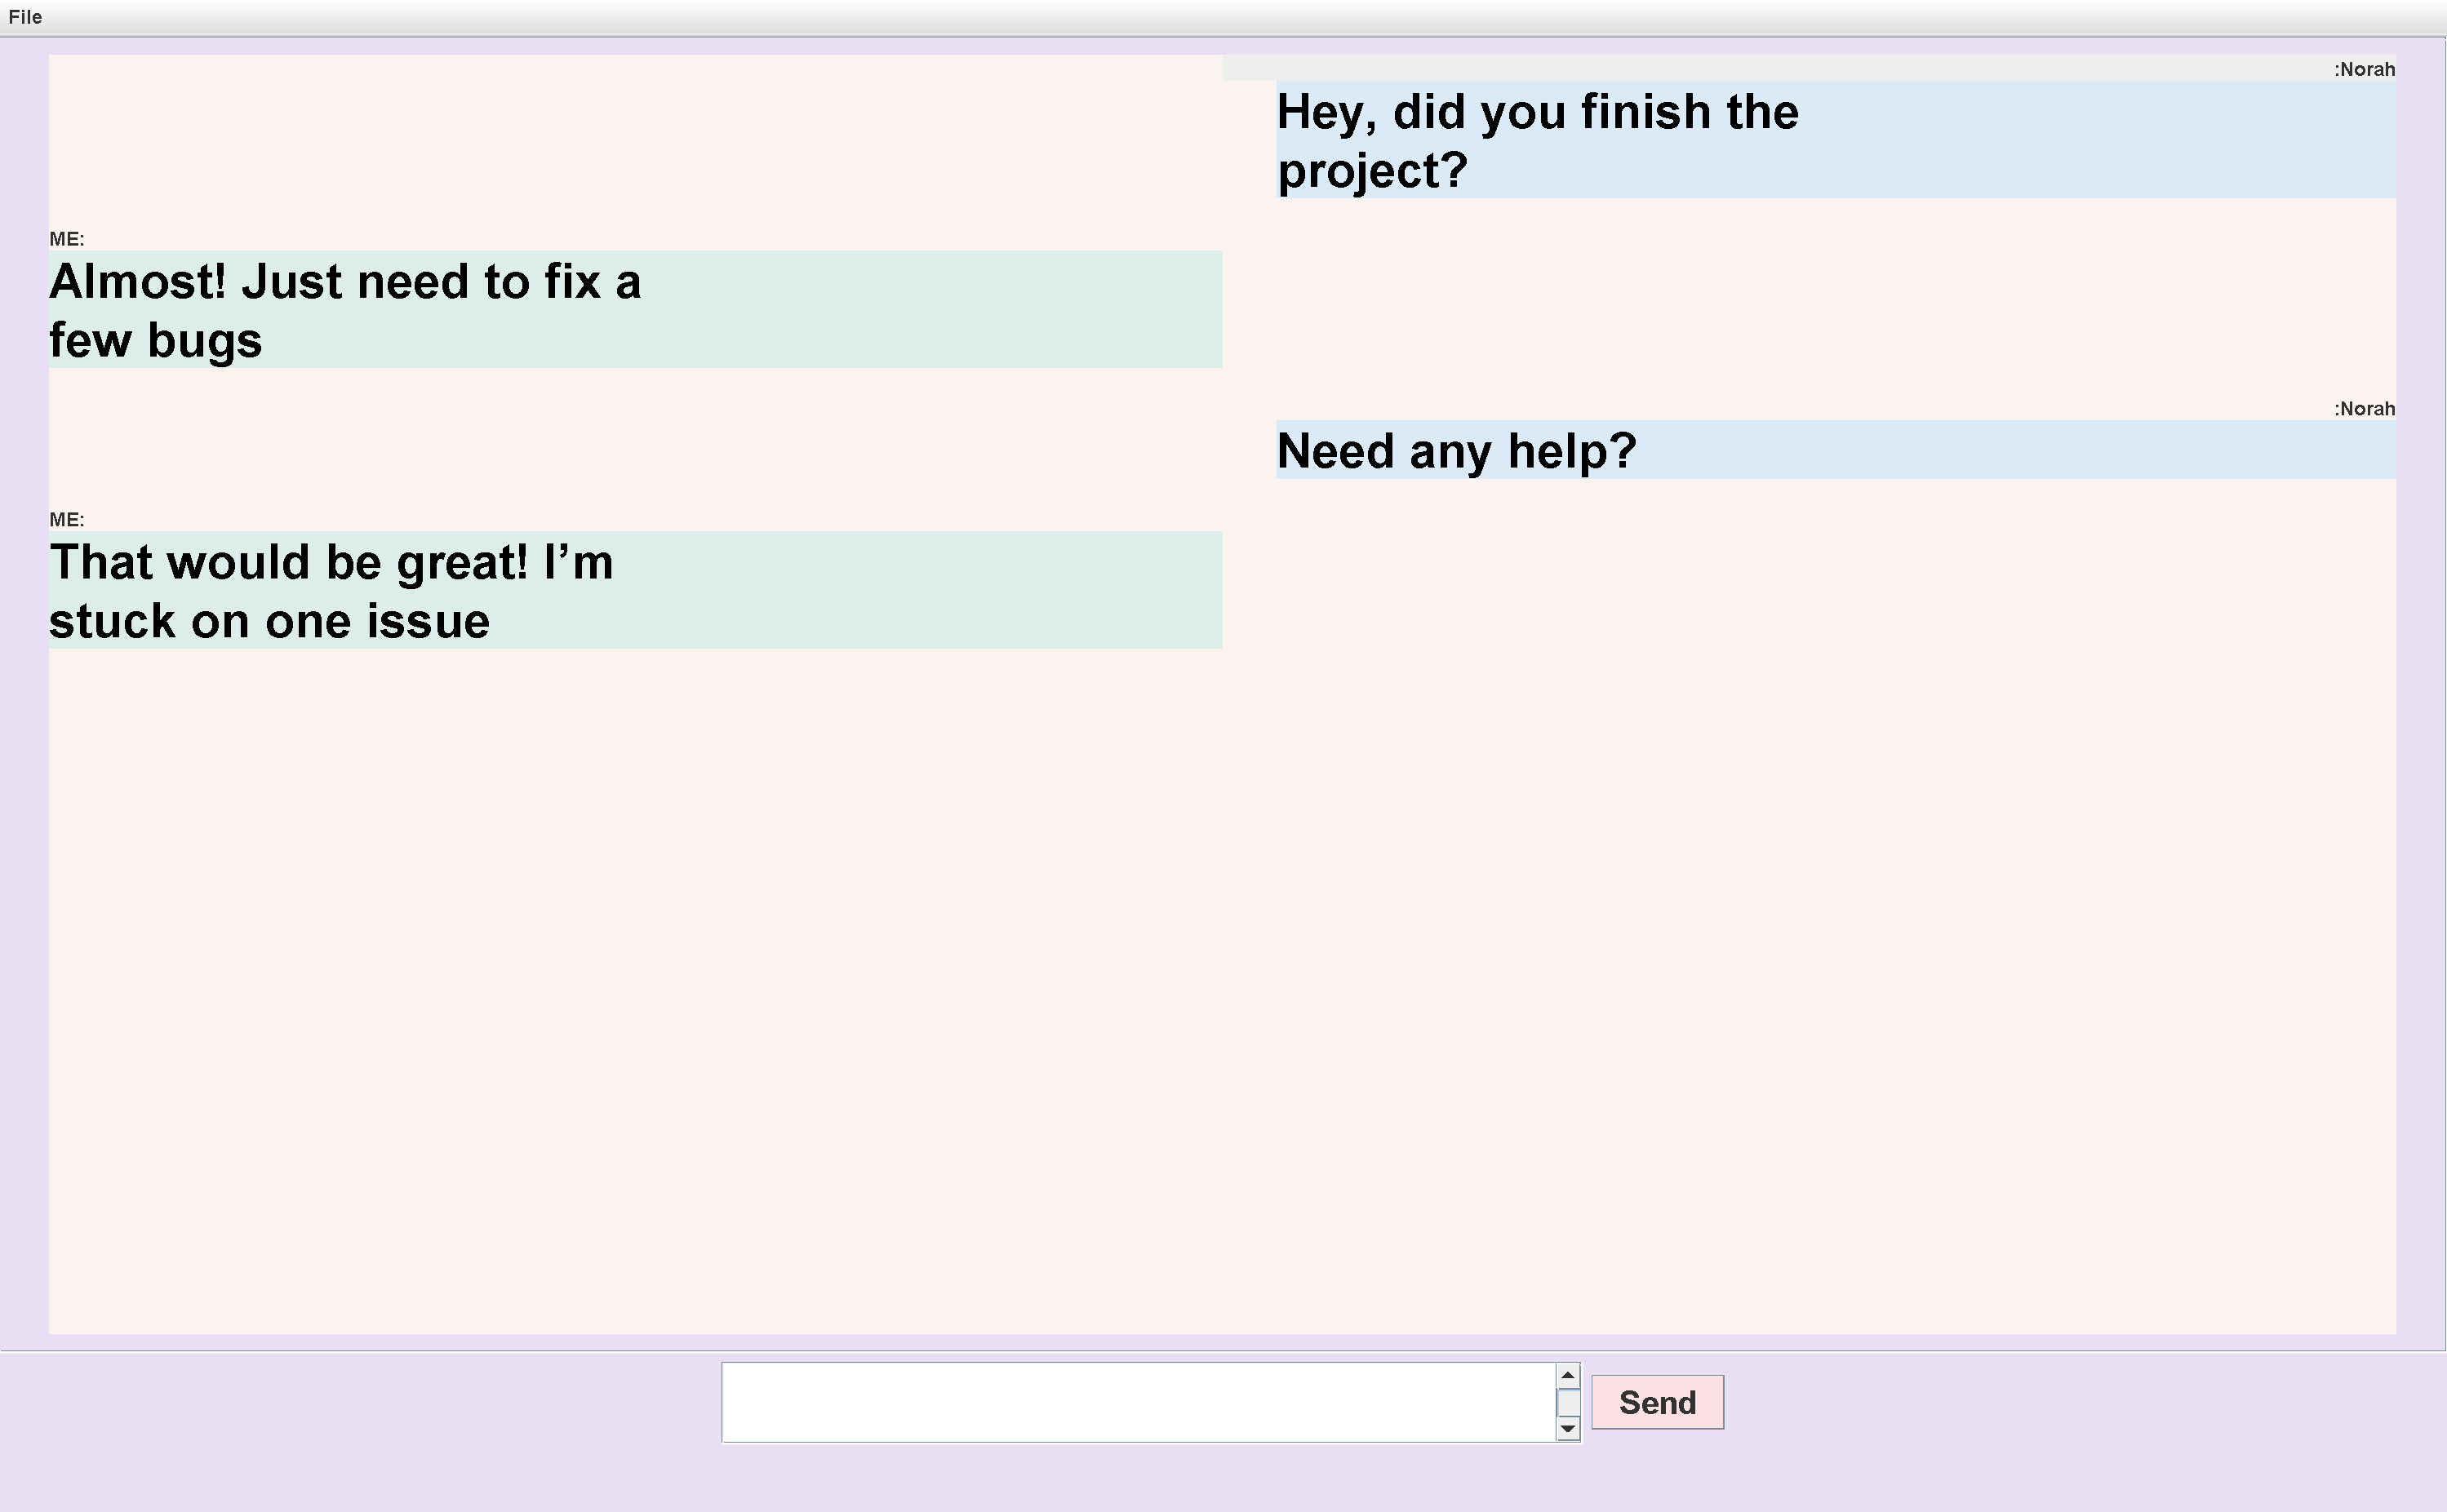 File
:Norah
Hey, did you finish the
project?
ME:
Almost! Just need to fix a
few bugs
:Norah
Need any help?
ME:
That would be great! I’m
stuck on one issue
Send